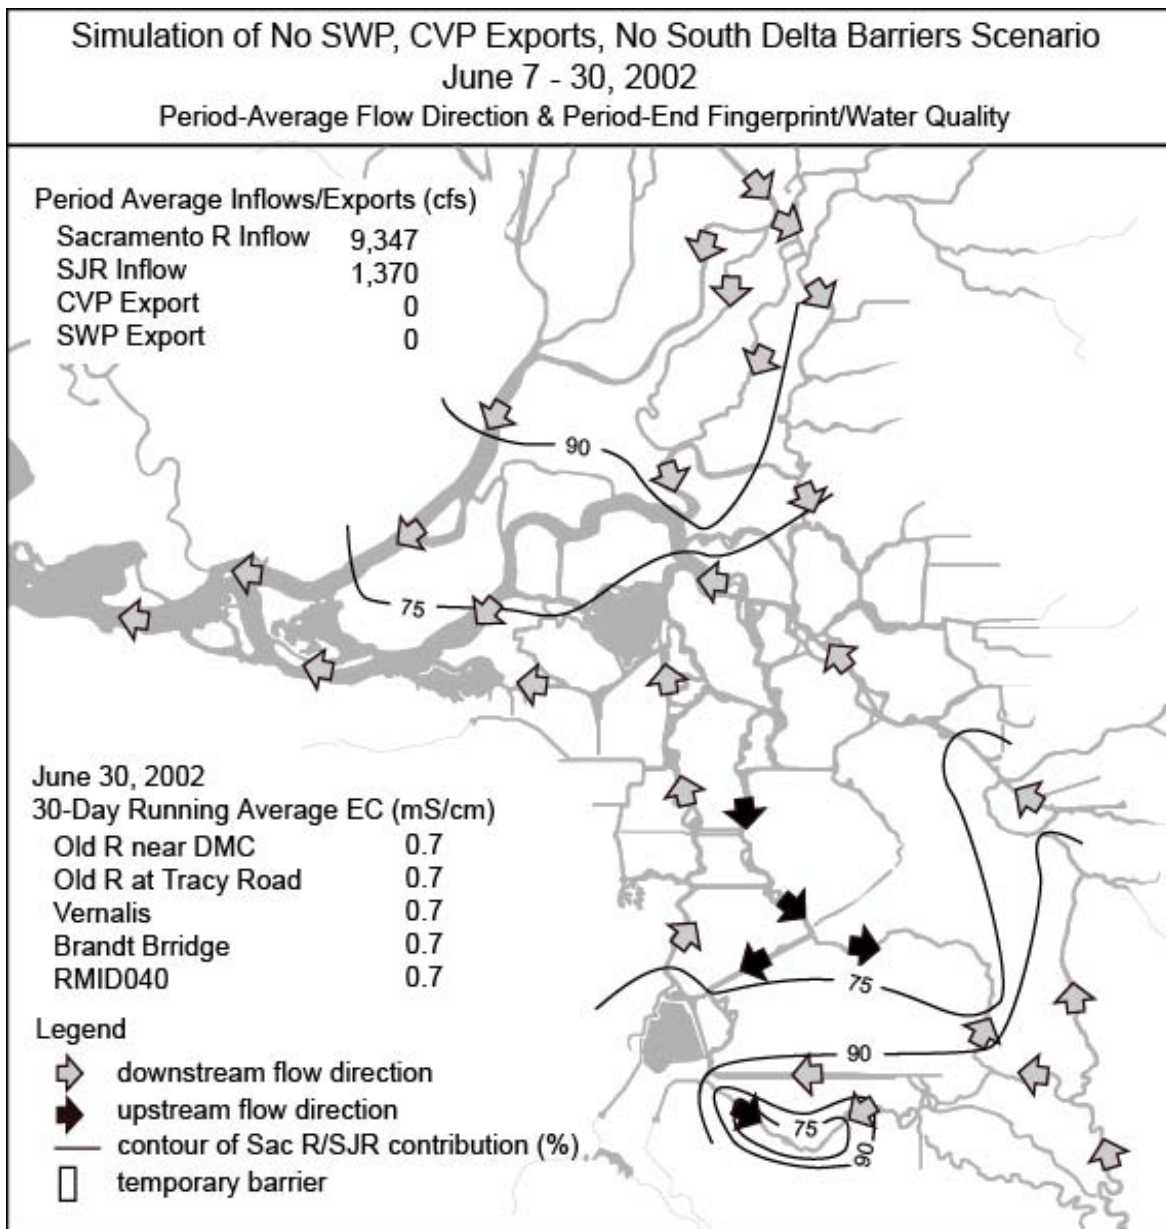 Simulation of No SWP, CVP Exports, No South Delta Barriers Scenario
June 7 - 30, 2002
Period-Average Flow Direction & Period-End Fingerprint/Water Quality
Period Average Inflows/Exports (cfs)
Sacramento R Inflow 9,347
SJR Inflow 1,370
CVP Export 0
SWP Export 0
90
75
June 30, 2002
30-Day Running Average EC (mS/cm)
Old R near DMC 0.7
Old R at Tracy Road 0.7
Vernalis 0.7
Brandt Brridge 0.7
RMID040 0.7
75
90
75
90
Legend
downstream flow direction
upstream flow direction
contour of Sac R/SJR contribution (%)
temporary barrier